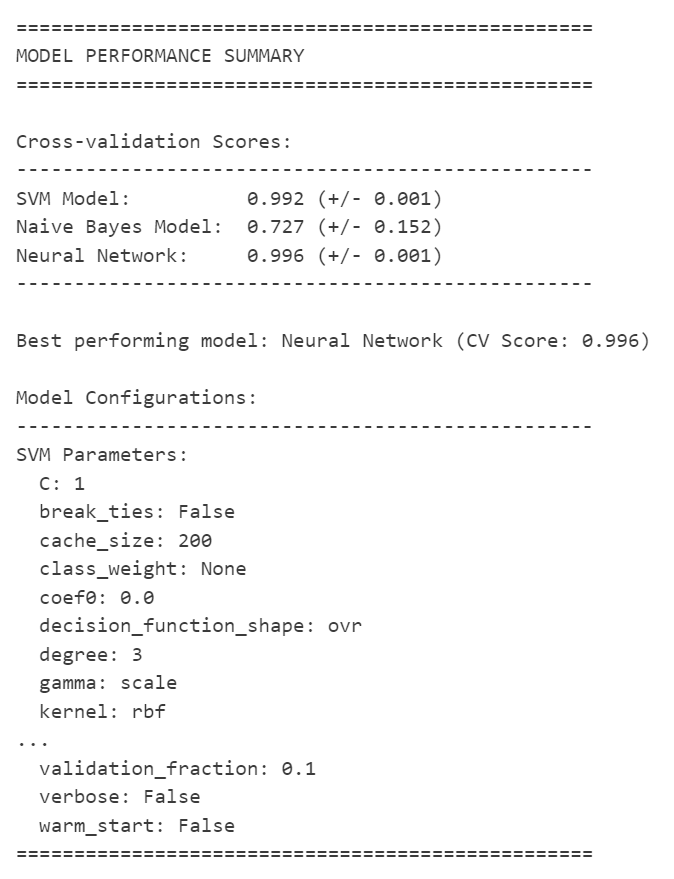 ==================================================
MODEL PERFORMANCE SUMMARY
==================================================

Cross-validation Scores:
--------------------------------------------------
SVM Model:          0.992 (+/- 0.001)
Naive Bayes Model:  0.727 (+/- 0.152)
Neural Network:     0.996 (+/- 0.001)
--------------------------------------------------

Best performing model: Neural Network (CV Score: 0.996)

Model Configurations:
--------------------------------------------------
SVM Parameters:
  C: 1
  break_ties: False
  cache_size: 200
  class_weight: None
  coef0: 0.0
  decision_function_shape: ovr
  degree: 3
  gamma: scale
  kernel: rbf
...
  validation_fraction: 0.1
  verbose: False
  warm_start: False
==================================================